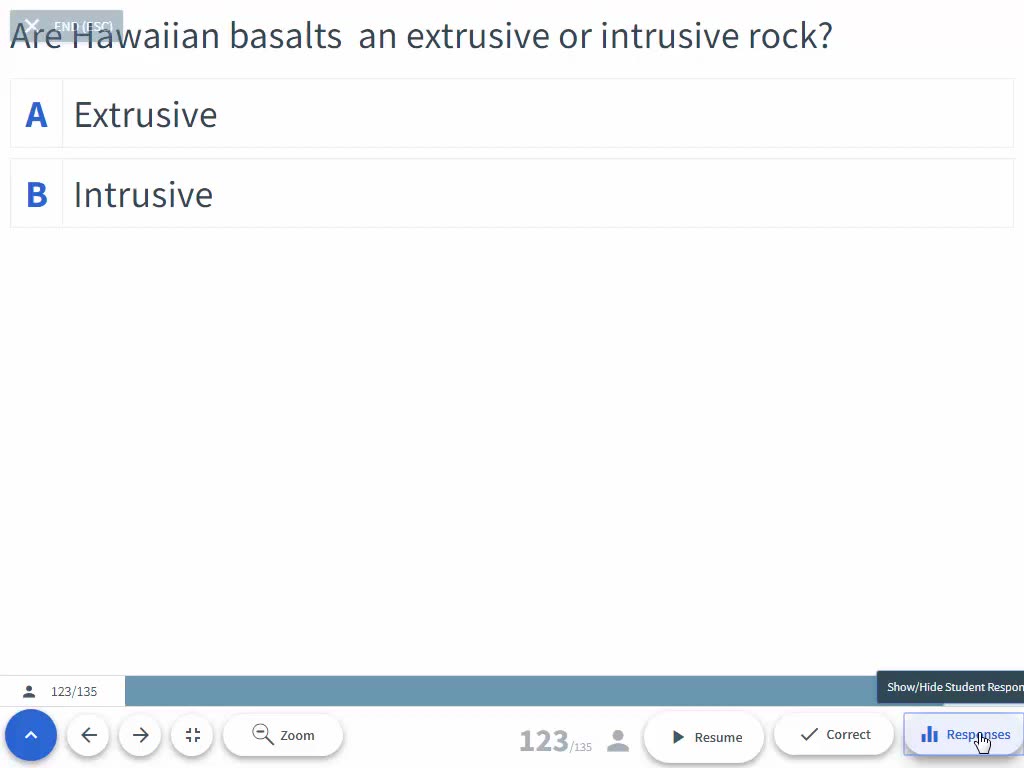 END (ESC)
Are Hawaiian basalts  an extrusive or intrusive rock?
A Extrusive
B Intrusive
123/135
Show/Hide Student Respon
Zoom
123/135
Resume
Correct
Responses